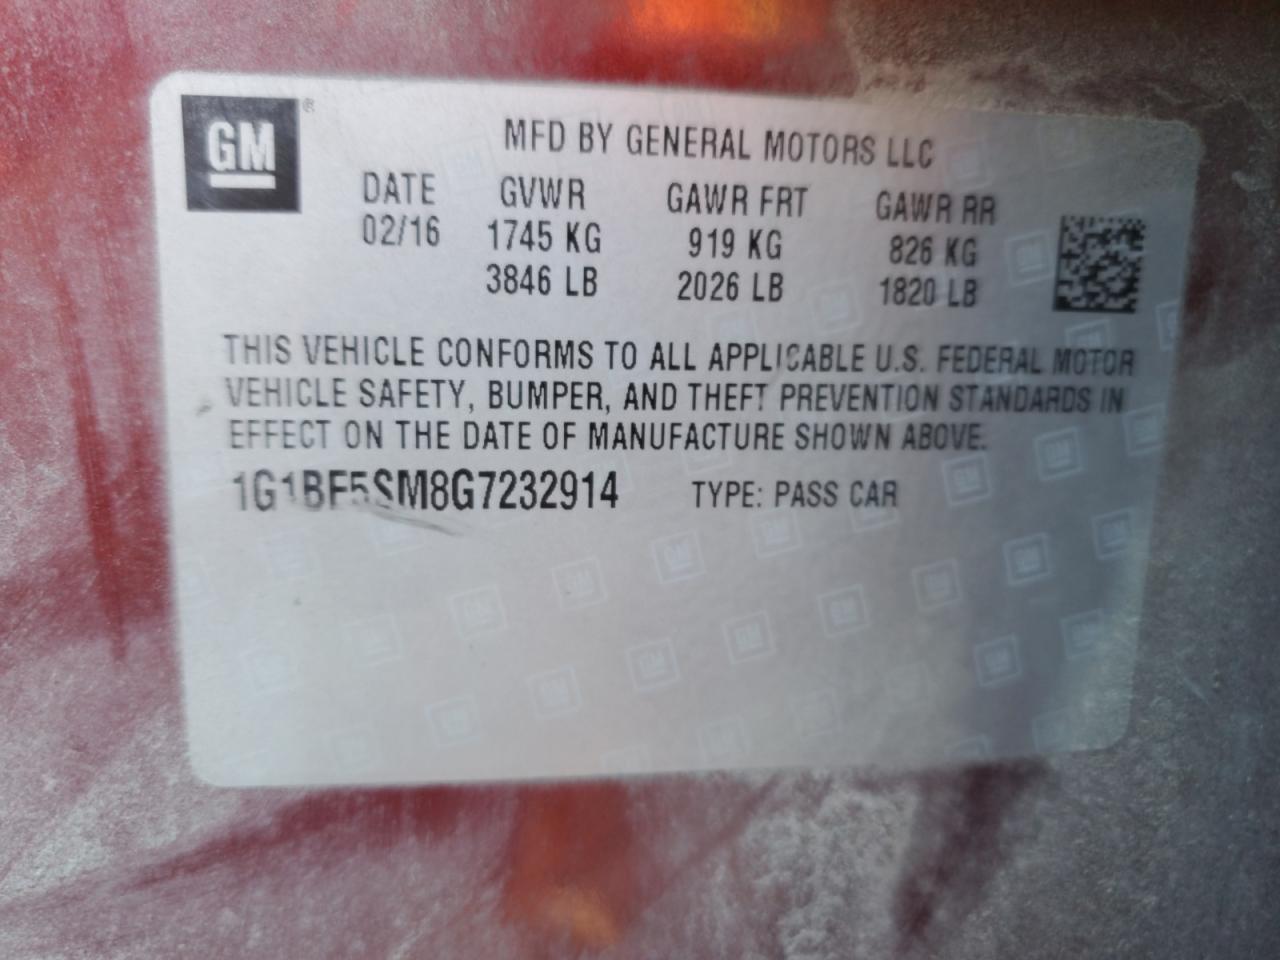 GM®
MFD BY GENERAL MOTORS LLC
DATE GVWR GAWR FRT GAWR RR
02/16 1745 KG 919 KG 826 KG
3846 LB 2026 LB 1820 LB
THIS VEHICLE CONFORMS TO ALL APPLICABLE U.S. FEDERAL MOTOR
VEHICLE SAFETY, BUMPER, AND THEFT PREVENTION STANDARDS IN
EFFECT ON THE DATE OF MANUFACTURE SHOWN ABOVE.
1G1BE5SM8G7232914 TYPE: PASS CAR